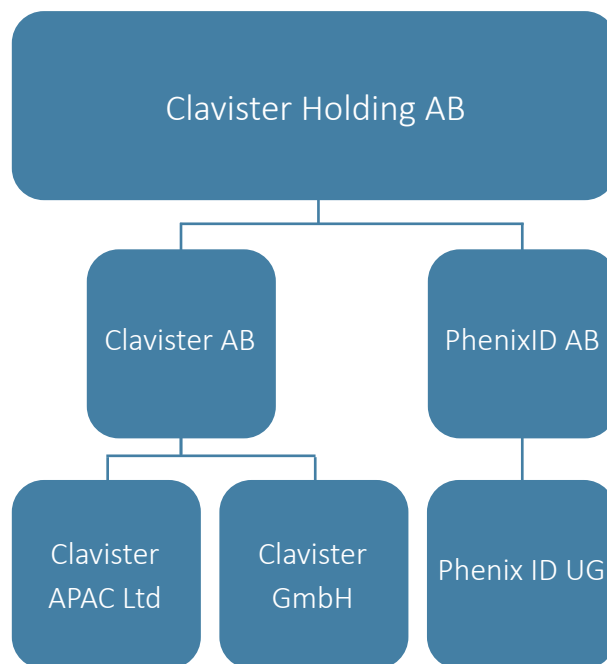 Clavister Holding AB
Clavister AB
PhenixID AB
Clavister
APAC Ltd
Clavister
GmbH
Phenix ID UG